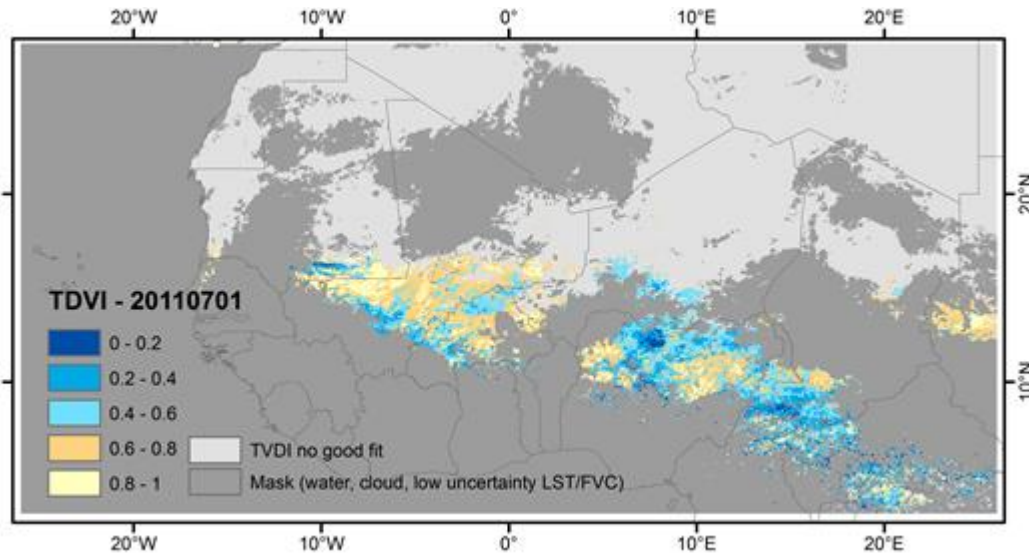 20°W 10°W 0° 10°E 20°E
20°N
10°N
TDVI - 20110701
0 - 0.2
0.2 - 0.4
0.4 - 0.6
0.6 - 0.8
0.8 - 1
TVDI no good fit
Mask (water, cloud, low uncertainty LST/FVC)
20°W 10°W 0° 10°E 20°E